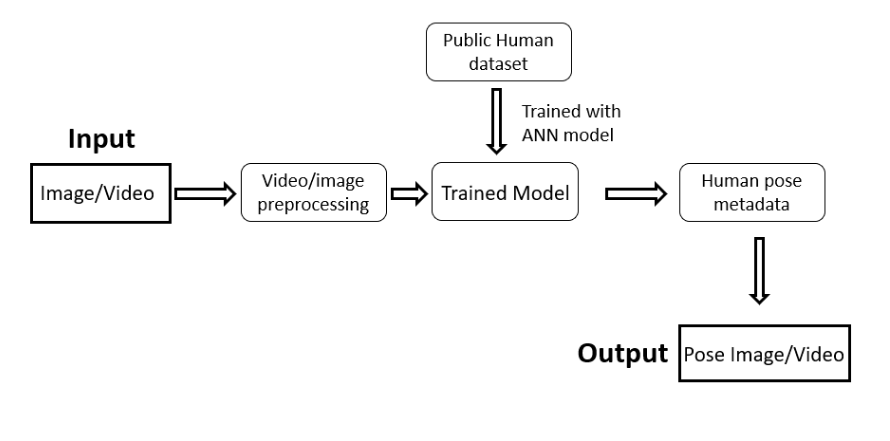 Public Human
dataset
Trained with
ANN model
Input
Image/Video
Video/image
preprocessing
Trained Model
Human pose
metadata
Output
Pose Image/Video